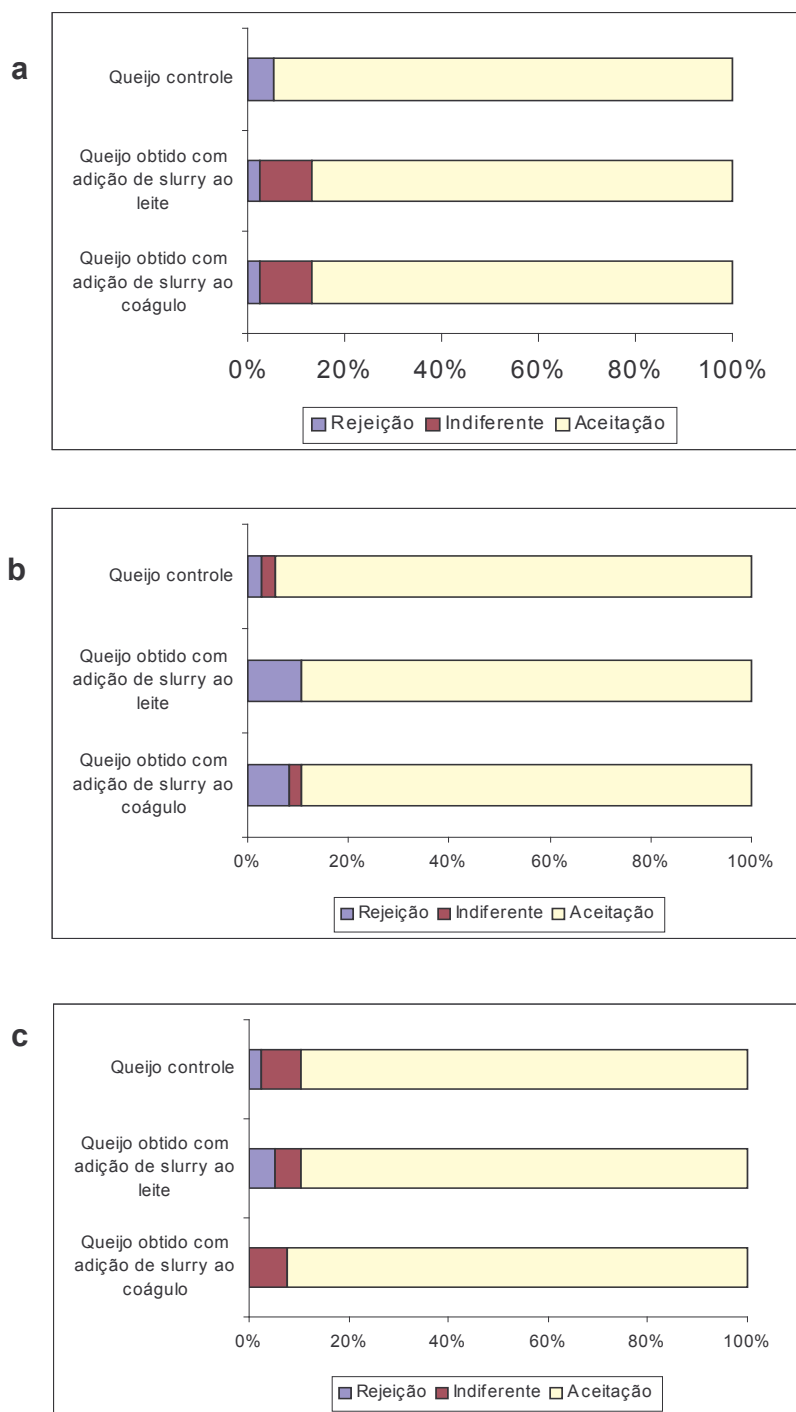 a
Queijo controle
Queijo obtido com
adição de slurry ao
leite
Queijo obtido com
adição de slurry ao
coágulo
0% 20% 40% 60% 80% 100%
Rejeição Indiferente Aceitação
b
Queijo controle
Queijo obtido com
adição de slurry ao
leite
Queijo obtido com
adição de slurry ao
coágulo
0% 20% 40% 60% 80% 100%
Rejeição Indiferente Aceitação
c
Queijo controle
Queijo obtido com
adição de slurry ao
leite
Queijo obtido com
adição de slurry ao
coágulo
0% 20% 40% 60% 80% 100%
Rejeição Indiferente Aceitação